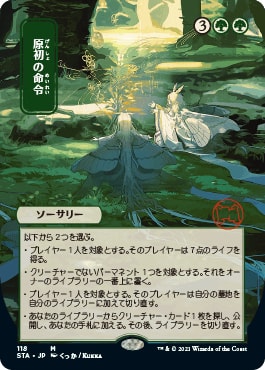 原初の命令
げんしょ
めいれい
3
ソーサリー
以下から2つを選ぶ。
・プレイヤー1人を対象とする。そのプレイヤーは7点のライフを
得る。
・クリーチャーでないパーマネント1つを対象とする。それをオー
ナーのライブラリーの一番上に置く。
・プレイヤー1人を対象とする。そのプレイヤーは自分の墓地を
自分のライブラリーに加えて切り直す。
・あなたのライブラリーからクリーチャー・カード1枚を探し、公
開し、あなたの手札に加える。その後、ライブラリーを切り直す。
118 M
STA・JP くっか/KUKKA
™ & © 2021 Wizards of the Coast